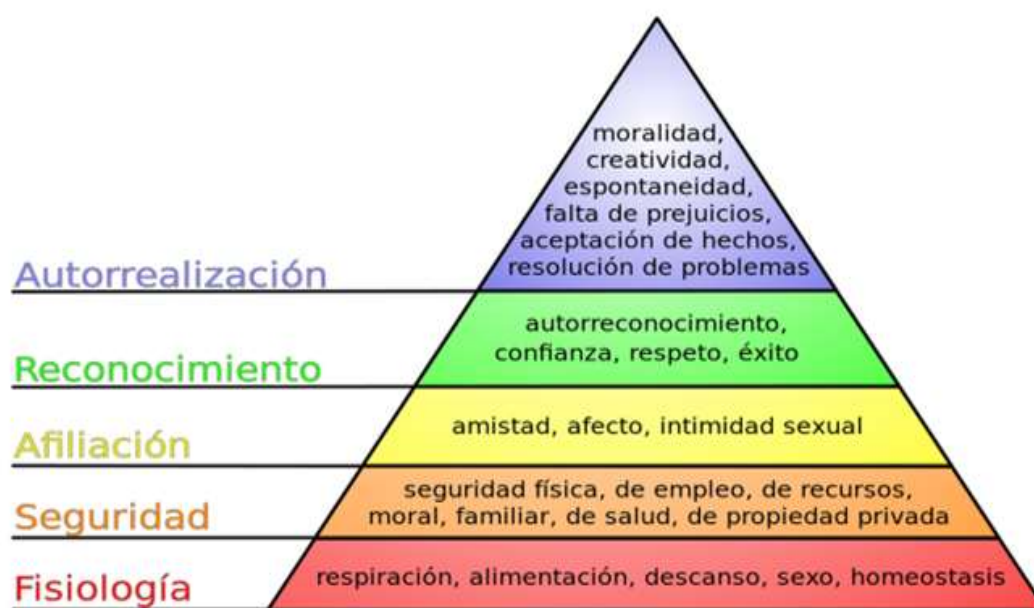 moralidad,
creatividad,
espontaneidad,
falta de prejuicios,
aceptación de hechos,
resolución de problemas
Autorrealización
autorreconocimiento,
confianza, respeto, éxito
Reconocimiento
amistad, afecto, intimidad sexual
Afiliación
seguridad física, de empleo, de recursos,
moral, familiar, de salud, de propiedad privada
Seguridad
respiración, alimentación, descanso, sexo, homeostasis
Fisiología